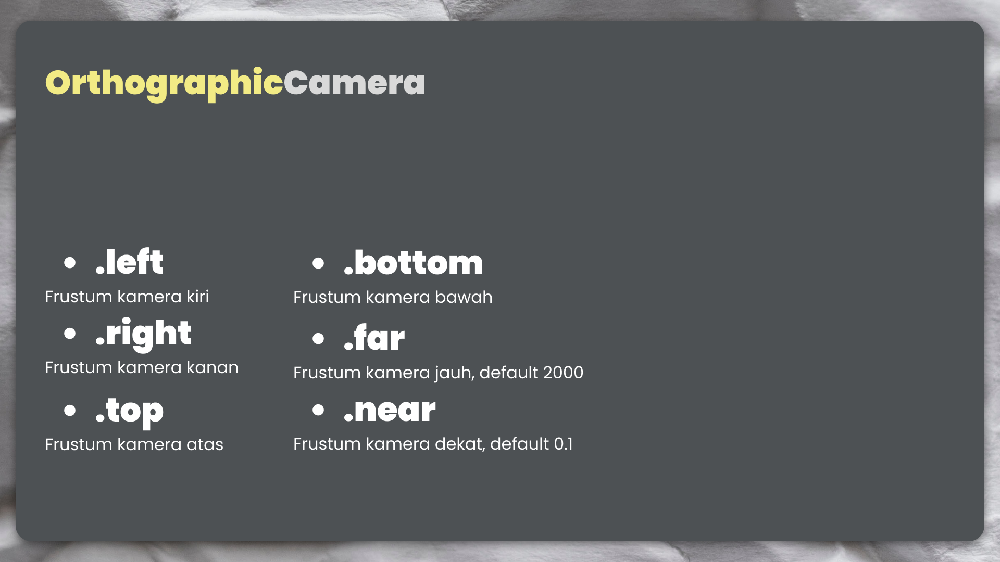 OrthographicCamera
• .left
Frustum kamera kiri
• .right
Frustum kamera kanan
• .top
Frustum kamera atas
• .bottom
Frustum kamera bawah
• .far
Frustum kamera jauh, default 2000
• .near
Frustum kamera dekat, default 0.1